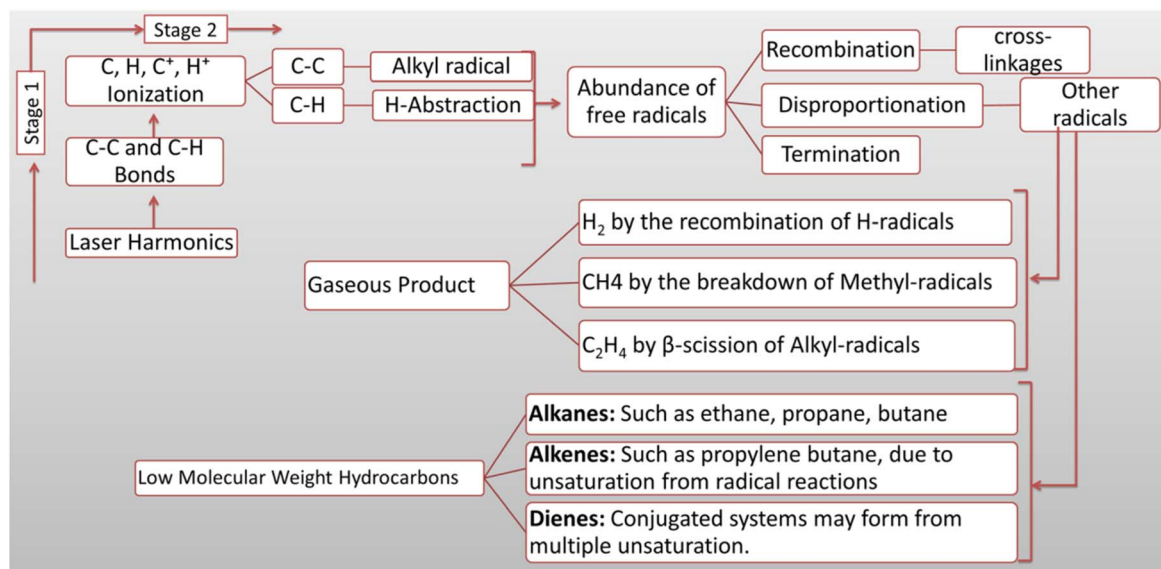 Stage 1
Stage 2
C, H, C⁺, H⁺
Ionization
C-C and C-H
Bonds
Laser Harmonics
C-C
Alkyl radical
C-H
H-Abstraction
Abundance of
free radicals
Recombination
cross-
linkages
Disproportionation
Other
radicals
Termination
Gaseous Product
H₂ by the recombination of H-radicals
CH4 by the breakdown of Methyl-radicals
C₂H₄ by β-scission of Alkyl-radicals
Low Molecular Weight Hydrocarbons
Alkanes: Such as ethane, propane, butane
Alkenes: Such as propylene butane, due to
unsaturation from radical reactions
Dienes: Conjugated systems may form from
multiple unsaturation.